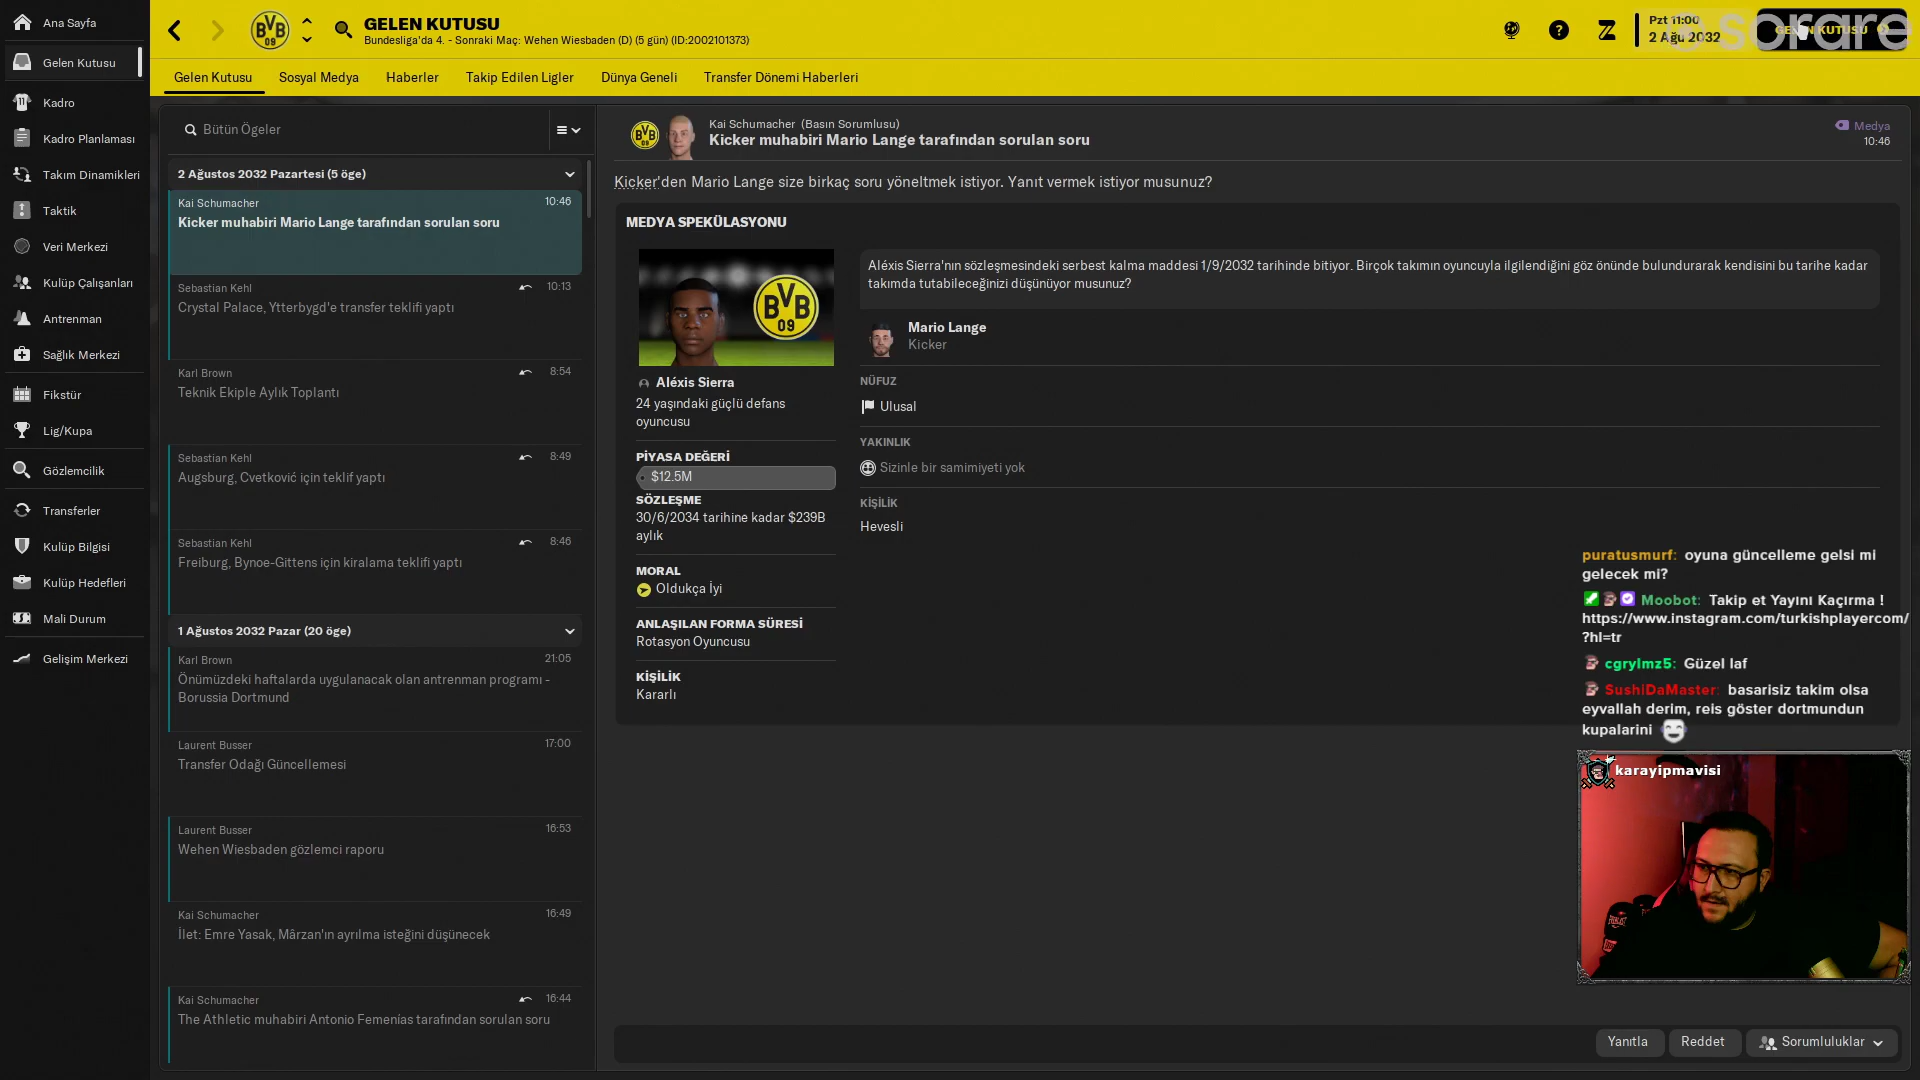 Ana Sayfa
Gelen Kutusu
Kadro
Kadro Planlaması
Takım Dinamikleri
Taktik
Veri Merkezi
Kulüp Çalışanları
Antrenman
Sağlık Merkezi
Fikstür
Lig/Kupa
Gözlemcilik
Transferler
Kulüp Bilgisi
Kulüp Hedefleri
Mali Durum
Gelişim Merkezi
BVB 09
GELEN KUTUSU
Bundesliga'da 4. - Sonraki Maç: Wehen Wiesbaden (D) (5 gün) (ID:2002101373)
Pzt 11:00
2 Ağu 2032
GELEN KUTUSU
sorare
Gelen Kutusu Sosyal Medya Haberler Takip Edilen Ligler Dünya Geneli Transfer Dönemi Haberleri
Bütün Ögeler
2 Ağustos 2032 Pazartesi (5 öge)
Kai Schumacher 10:46
Kicker muhabiri Mario Lange tarafından sorulan soru
Sebastian Kehl 10:13
Crystal Palace, Ytterbygd'e transfer teklifi yaptı
Karl Brown 8:54
Teknik Ekiple Aylık Toplantı
Sebastian Kehl 8:49
Augsburg, Cvetković için teklif yaptı
Sebastian Kehl 8:46
Freiburg, Bynoe-Gittens için kiralama teklifi yaptı
1 Ağustos 2032 Pazar (20 öge)
Karl Brown 21:05
Önümüzdeki haftalarda uygulanacak olan antrenman programı -
Borussia Dortmund
Laurent Busser 17:00
Transfer Odağı Güncellemesi
Laurent Busser 16:53
Wehen Wiesbaden gözlemci raporu
Kai Schumacher 16:49
İlet: Emre Yasak, Mârzan'ın ayrılma isteğini düşünecek
Kai Schumacher 16:44
The Athletic muhabiri Antonio Femenías tarafından sorulan soru
BVB 09
Kai Schumacher (Basın Sorumlusu)
Kicker muhabiri Mario Lange tarafından sorulan soru
Medya
10:46
Kicker'den Mario Lange size birkaç soru yöneltmek istiyor. Yanıt vermek istiyor musunuz?
MEDYA SPEKÜLASYONU
BVB 09
Aléxis Sierra
24 yaşındaki güçlü defans
oyuncusu
PİYASA DEĞERİ
$12.5M
SÖZLEŞME
30/6/2034 tarihine kadar $239B
aylık
MORAL
Oldukça İyi
ANLAŞILAN FORMA SÜRESİ
Rotasyon Oyuncusu
KİŞİLİK
Kararlı
Aléxis Sierra'nın sözleşmesindeki serbest kalma maddesi 1/9/2032 tarihinde bitiyor. Birçok takımın oyuncuyla ilgilendiğini göz önünde bulundurarak kendisini bu tarihe kadar
takımda tutabileceğinizi düşünüyor musunuz?
Mario Lange
Kicker
NÜFUZ
Ulusal
YAKINLIK
Sizinle bir samimiyeti yok
KİŞİLİK
Hevesli
puratusmurf: oyuna güncelleme gelsi mi
gelecek mi?
Moobot: Takip et Yayını Kaçırma !
https://www.instagram.com/turkishplayercom/
?hl=tr
cgrylmz5: Güzel laf
SushiDaMaster: basarisiz takim olsa
eyvallah derim, reis göster dortmundun
kupalarini
karayipmavisi
Yanıtla Reddet Sorumluluklar